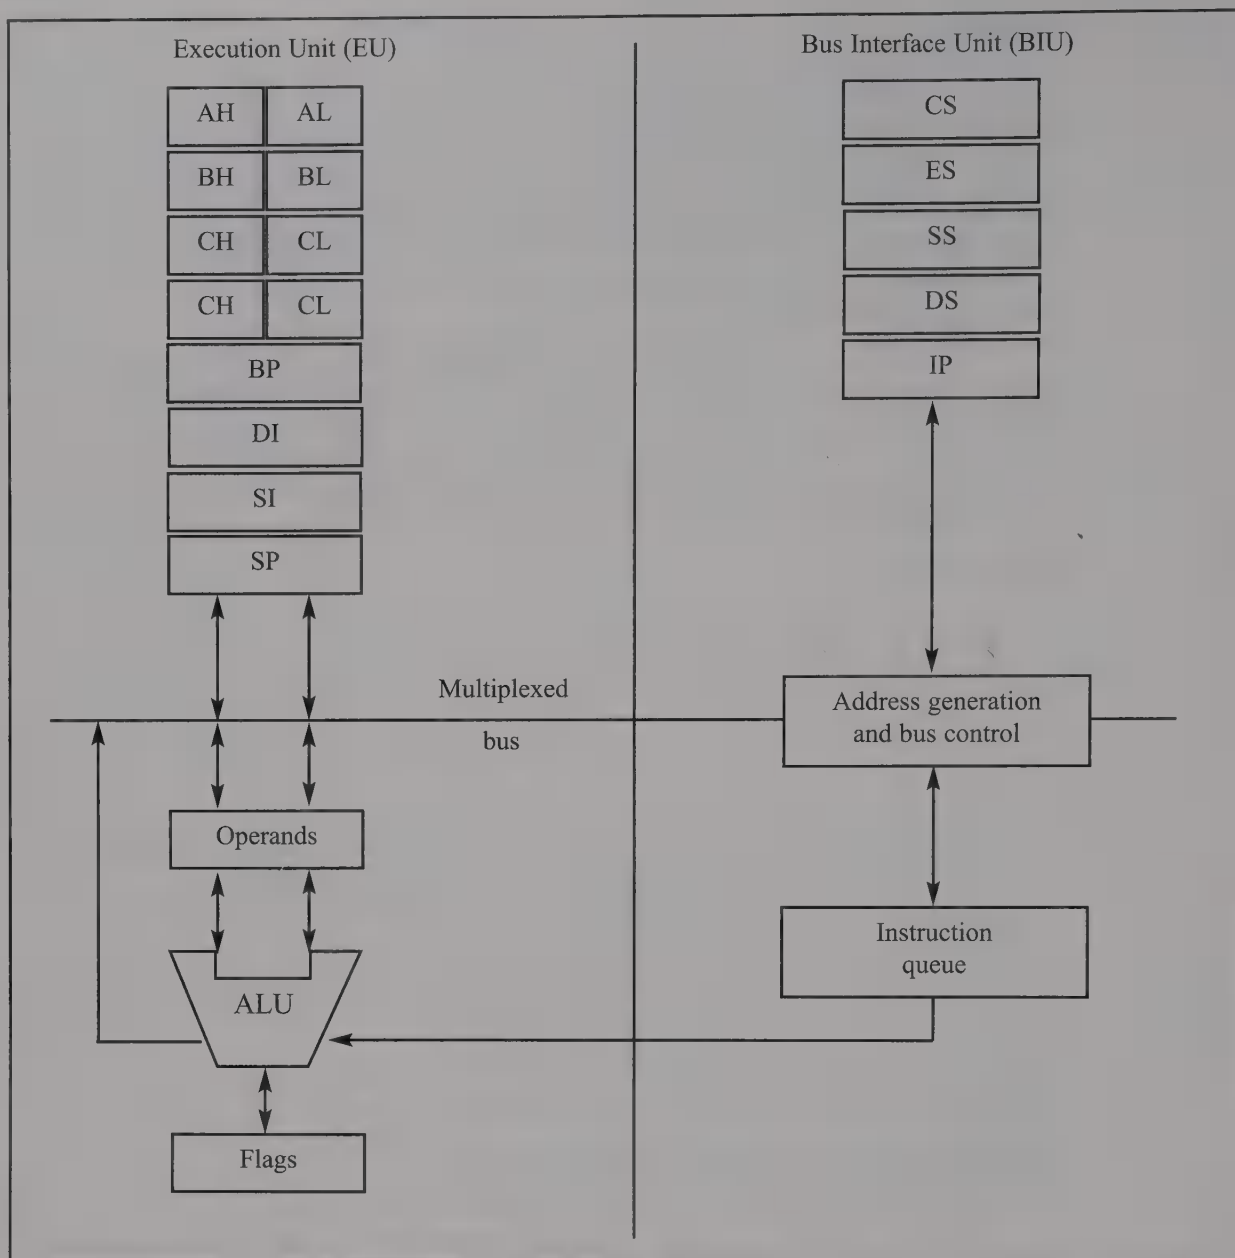 Execution Unit (EU)
AH AL
BH BL
CH CL
CH CL
BP
DI
SI
SP
Operands
ALU
Flags
Multiplexed
bus
Bus Interface Unit (BIU)
CS
ES
SS
DS
IP
Address generation
and bus control
Instruction
queue